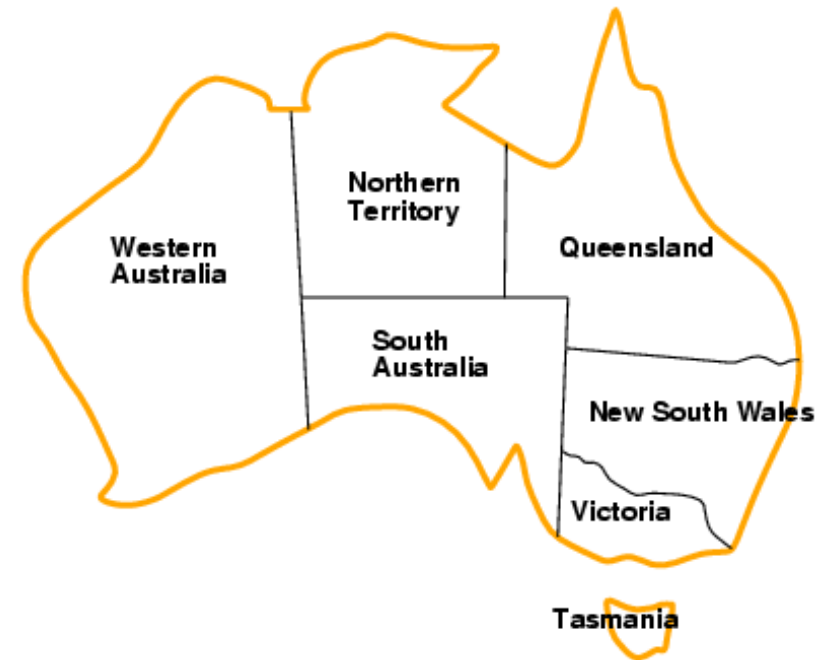 Northern
Territory
Western
Australia
Queensland
South
Australia
New South Wales
Victoria
Tasmania